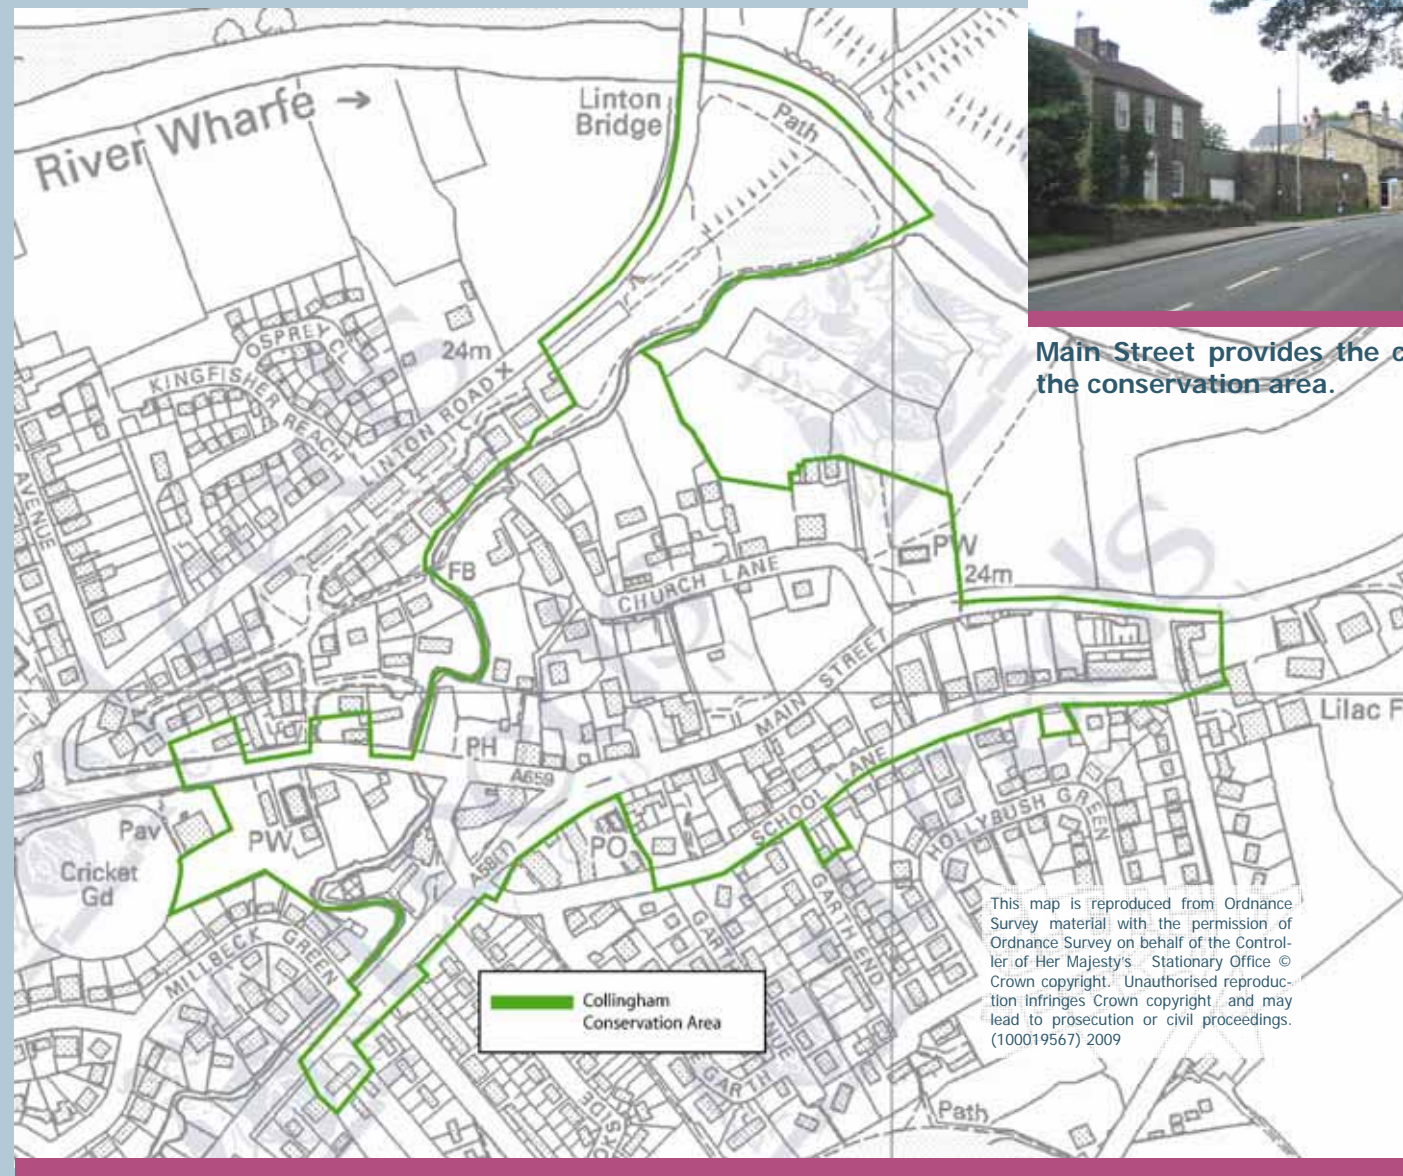 Linton
Bridge
Path
River Wharfe →
OSPREY CL
24m
KINGFISHER REACH
LINTON ROAD
AVENUE
Main Street provides the c
the conservation area.
FB
CHURCH LANE
PW
24m
MAIN STREET
Lilac F
PH
A659
SCHOOL LANE
HOLLYBUSH GREEN
Pav
PW
PO
A58(T)
Cricket
Gd
GARTH END
MILLBECK GREEN
Collingham
Conservation Area
This map is reproduced from Ordnance
Survey material with the permission of
Ordnance Survey on behalf of the Control-
ler of Her Majesty's Stationary Office ©
Crown copyright. Unauthorised reproduc-
tion infringes Crown copyright and may
lead to prosecution or civil proceedings.
(100019567) 2009
GARTH
Path